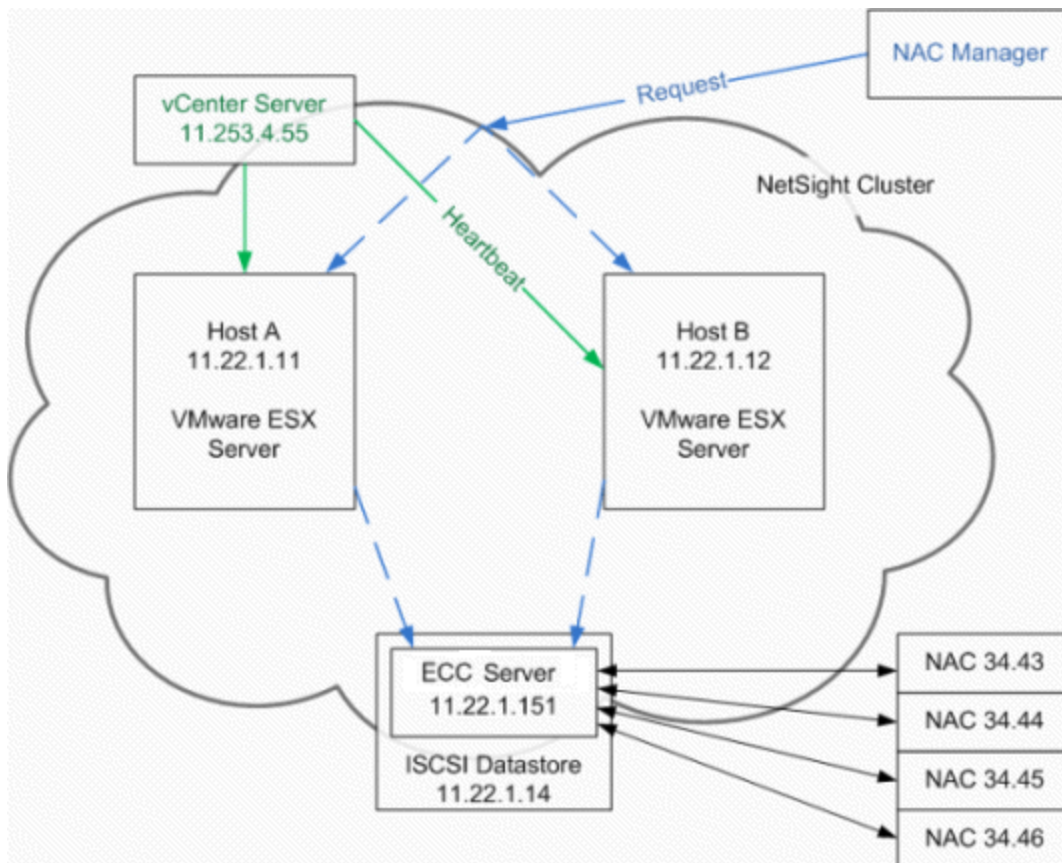 NAC Manager
Request
vCenter Server
11.253.4.55
NetSight Cluster
Heartbeat
Host A
11.22.1.11
VMware ESX
Server
Host B
11.22.1.12
VMware ESX
Server
ECC Server
11.22.1.151
ISCSI Datastore
11.22.1.14
NAC 34.43
NAC 34.44
NAC 34.45
NAC 34.46